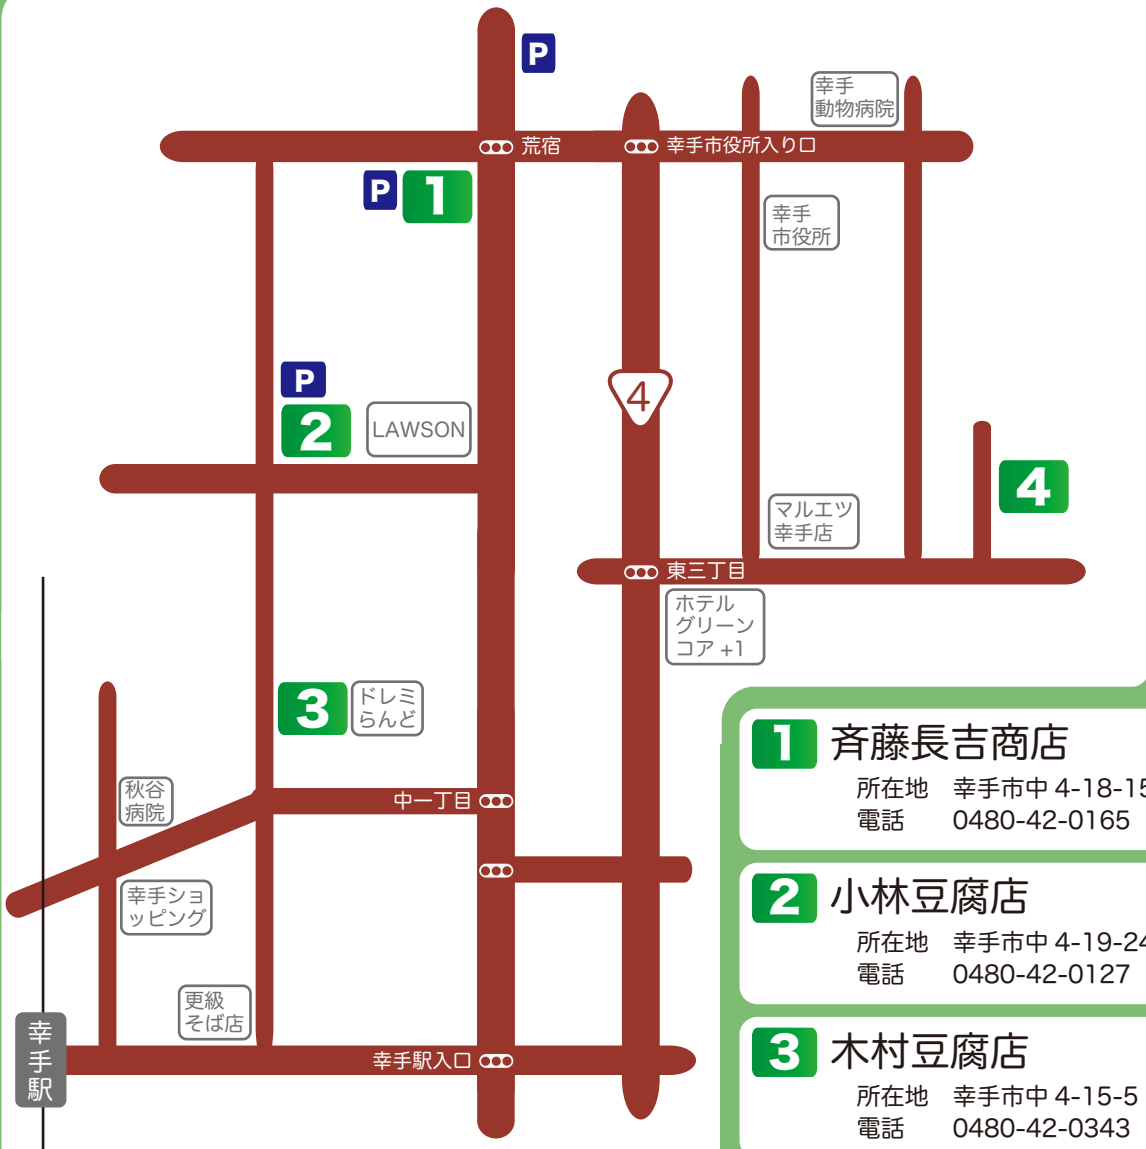 P
幸手
動物病院
荒宿
幸手市役所入り口
P
1
幸手
市役所
P
2
LAWSON
4
4
マルエツ
幸手店
東三丁目
ホテル
グリーン
コア +1
3
ドレミ
らんど
秋谷
病院
中一丁目
幸手ショ
ッピング
更級
そば店
幸手駅
幸手駅入口
1 斉藤長吉商店
所在地 幸手市中 4-18-15
電話 0480-42-0165
2 小林豆腐店
所在地 幸手市中 4-19-24
電話 0480-42-0127
3 木村豆腐店
所在地 幸手市中 4-15-5
電話 0480-42-0343